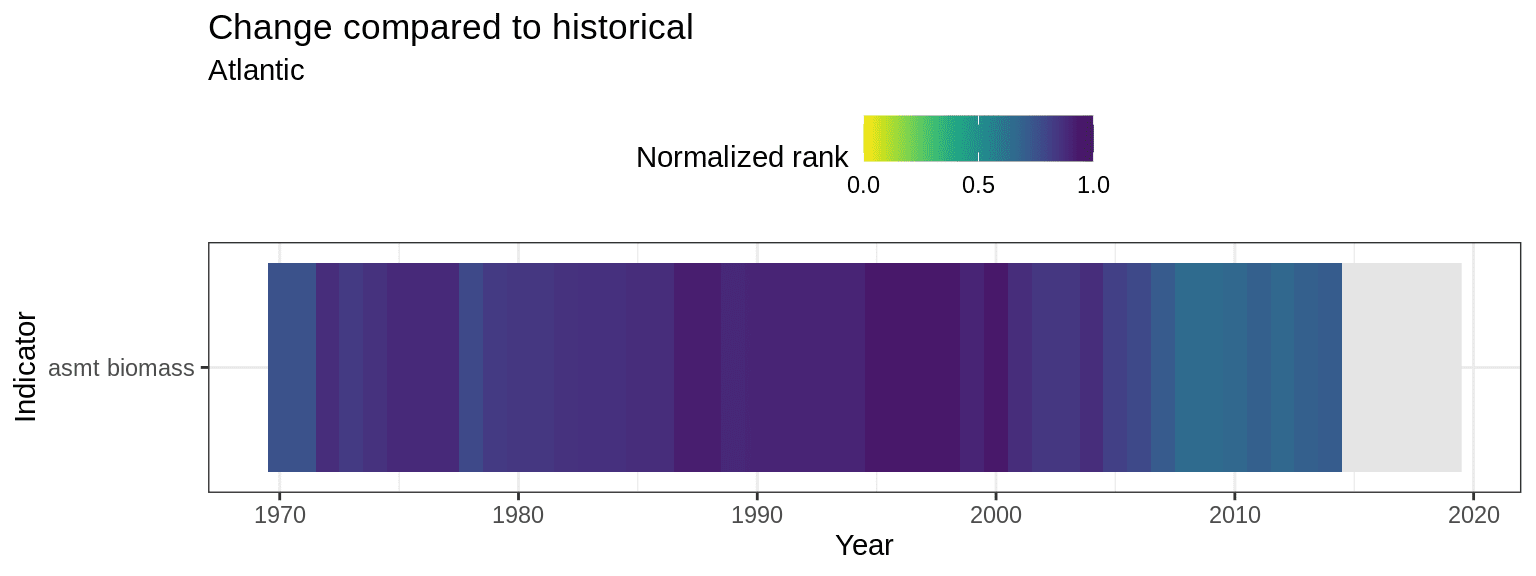 Change compared to historical
Atlantic
Normalized rank
0.0 0.5 1.0
Indicator
asmt biomass
1970 1980 1990 2000 2010 2020
Year